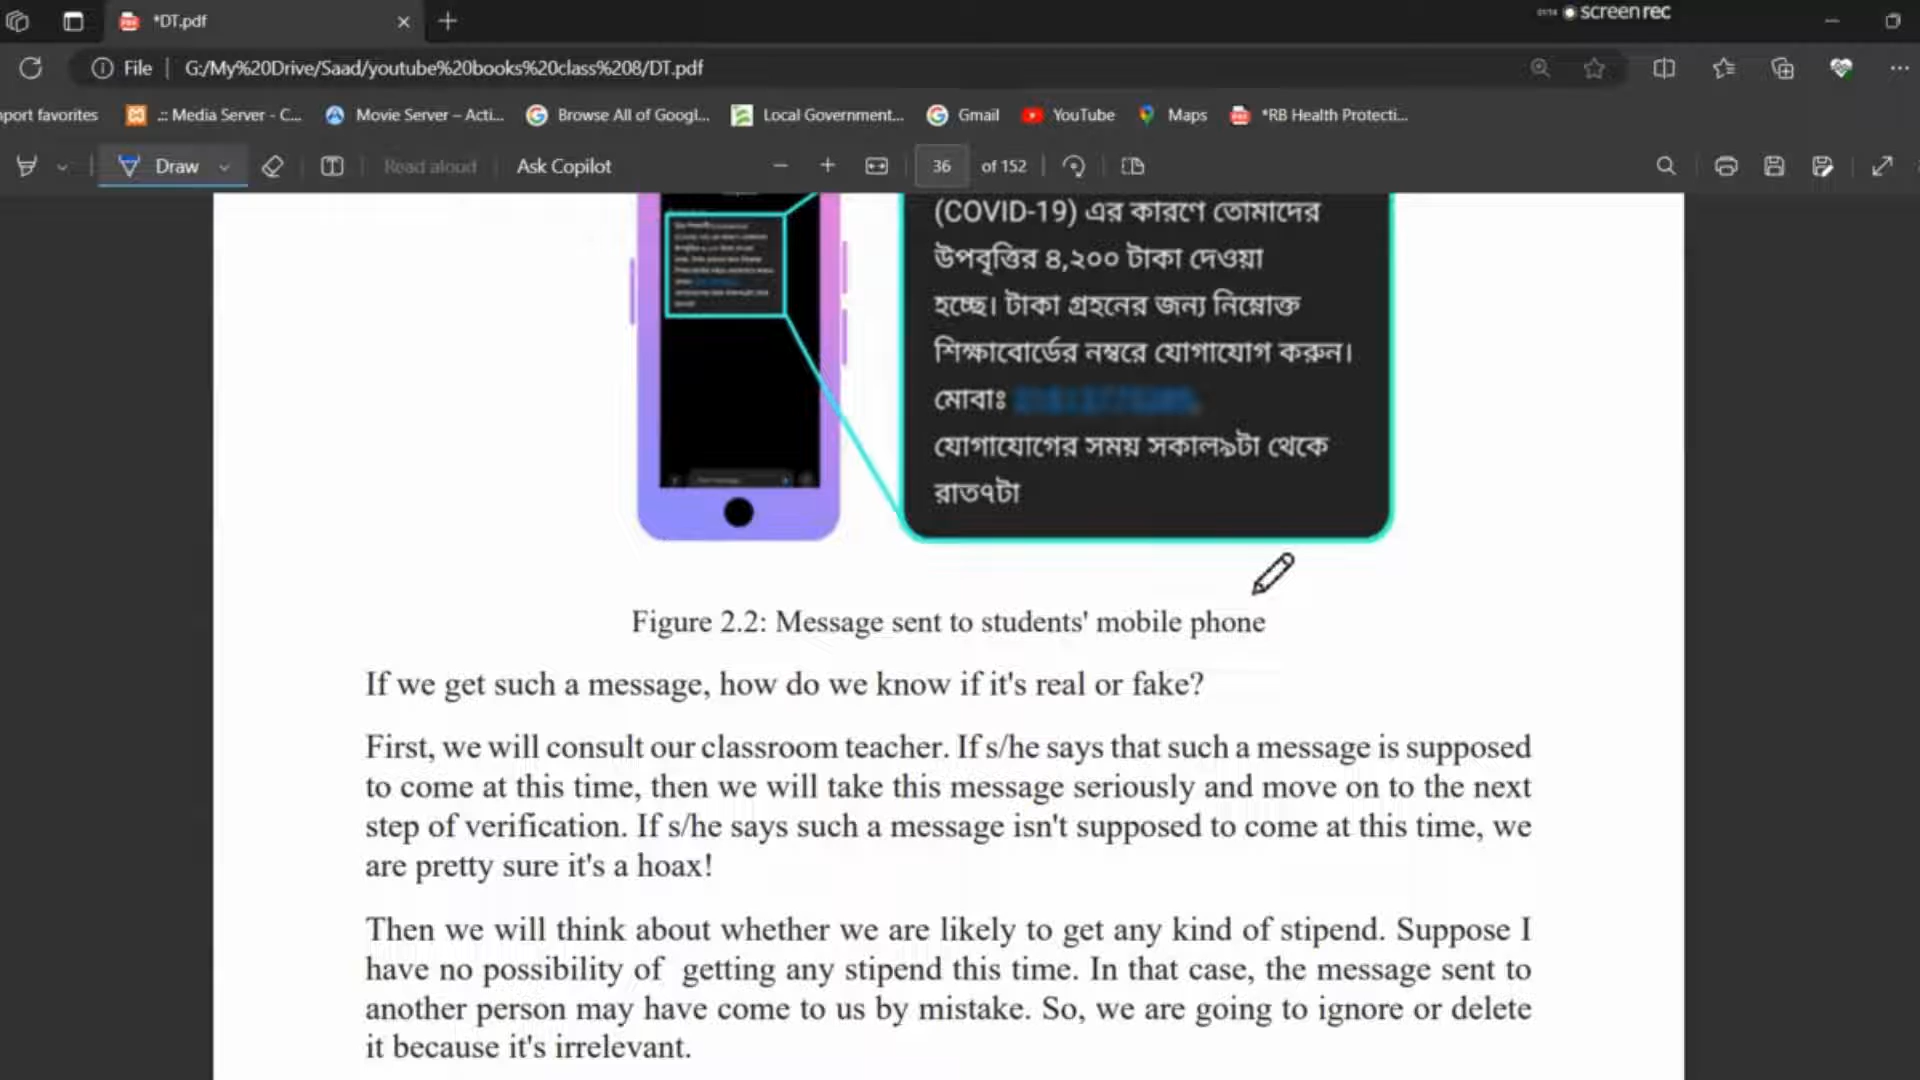 *DT.pdf
01:14 screenrec
File G:/My%20Drive/Saad/youtube%20books%20class%208/DT.pdf
port favorites .:: Media Server - C... Movie Server – Acti... Browse All of Googl... Local Government... Gmail YouTube Maps *RB Health Protecti...
Draw Read aloud Ask Copilot 36 of 152
(COVID-19) এর কারণে তোমাদের
উপবৃত্তির ৪,২০০ টাকা দেওয়া
হচ্ছে। টাকা গ্রহনের জন্য নিম্নোক্ত
শিক্ষাবোর্ডের নম্বরে যোগাযোগ করুন।
মোবাঃ
যোগাযোগের সময় সকাল৯টা থেকে
রাত৭টা
Figure 2.2: Message sent to students' mobile phone
If we get such a message, how do we know if it's real or fake?
First, we will consult our classroom teacher. If s/he says that such a message is supposed
to come at this time, then we will take this message seriously and move on to the next
step of verification. If s/he says such a message isn't supposed to come at this time, we
are pretty sure it's a hoax!
Then we will think about whether we are likely to get any kind of stipend. Suppose I
have no possibility of getting any stipend this time. In that case, the message sent to
another person may have come to us by mistake. So, we are going to ignore or delete
it because it's irrelevant.